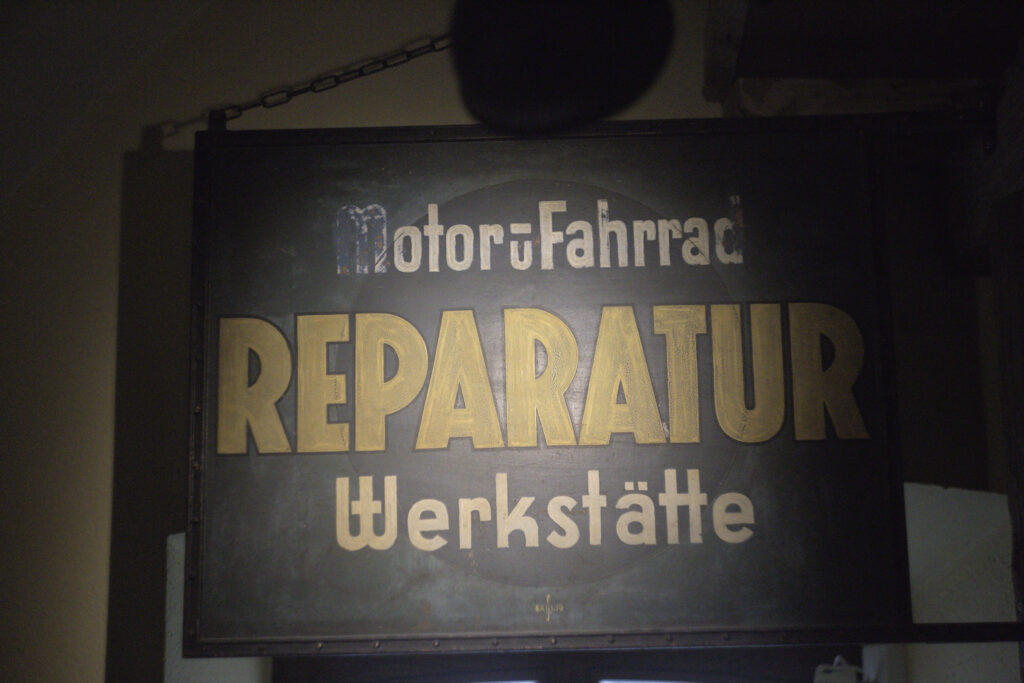 Motor u Fahrrad
REPARATUR
Werkstätte